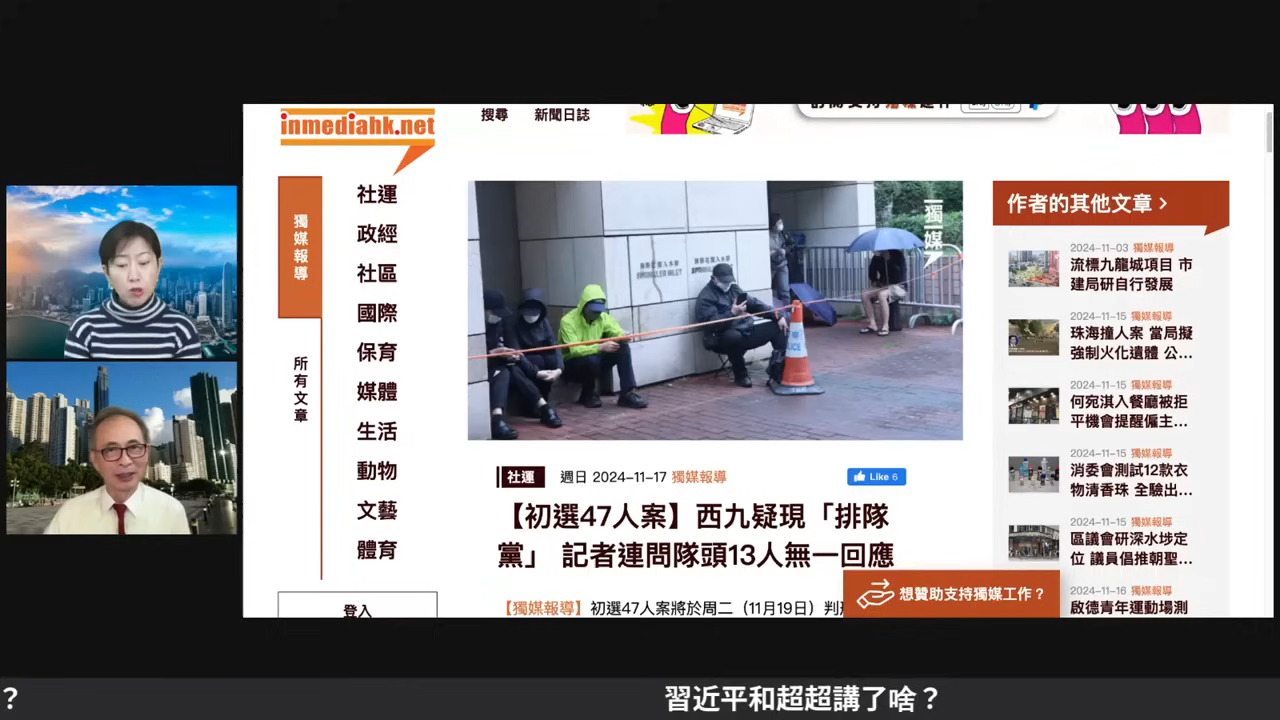 inmediahk.net
搜尋
新聞日誌
獨媒報導
所有文章
社運
政經
社區
國際
保育
媒體
生活
動物
文藝
體育
登入
獨媒
SPRINKLER INLET
社運 週日 2024-11-17 獨媒報導
Like 6
【初選47人案】西九疑現「排隊
黨」 記者連問隊頭13人無一回應
【獨媒報導】初選47人案將於周二（11月19日）判
想贊助支持獨媒工作？
作者的其他文章
2024-11-03 獨媒報導
流標九龍城項目 市
建局研自行發展
2024-11-15 獨媒報導
珠海撞人案 當局擬
強制火化遺體 公...
2024-11-15 獨媒報導
何宛淇入餐廳被拒
平機會提醒僱主...
2024-11-15 獨媒報導
消委會測試12款衣
物清香珠 全驗出...
2024-11-15 獨媒報導
區議會研深水埗定
位 議員倡推朝聖...
2024-11-16 獨媒報導
啟德青年運動場測
？
習近平和超超講了啥？